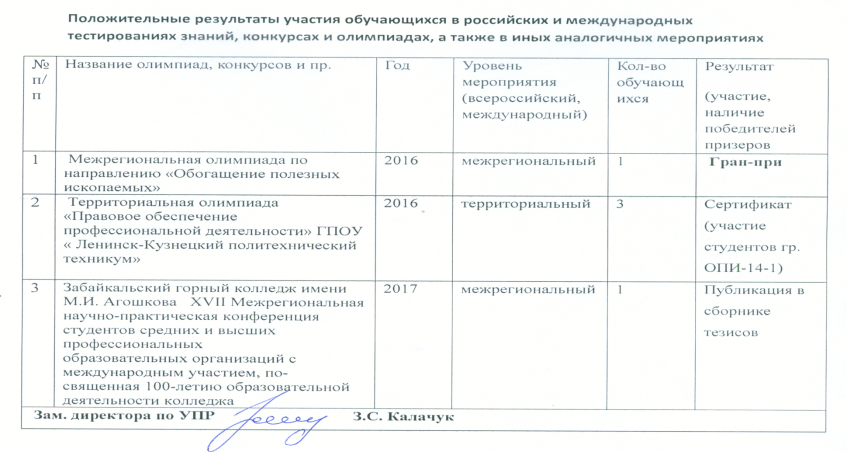 Положительные результаты участия обучающихся в российских и международных
тестированиях знаний, конкурсах и олимпиадах, а также в иных аналогичных мероприятиях
№
п/
п
Название олимпиад, конкурсов и пр.
Год
Уровень
мероприятия
(всероссийский,
международный)
Кол-во
обучающ
ихся
Результат
(участие,
наличие
победителей
призеров
1
Межрегиональная олимпиада по
направлению «Обогащение полезных
ископаемых»
2016
межрегиональный
1
Гран-при
2
Территориальная олимпиада
«Правовое обеспечение
профессиональной деятельности» ГПОУ
« Ленинск-Кузнецкий политехнический
техникум»
2016
территориальный
3
Сертификат
(участие
студентов гр.
ОПИ-14-1)
3
Забайкальский горный колледж имени
М.И. Агошкова XVII Межрегиональная
научно-практическая конференция
студентов средних и высших
профессиональных
образовательных организаций с
международным участием, по-
священная 100-летию образовательной
деятельности колледжа
2017
межрегиональный
1
Публикация в
сборнике
тезисов
Зам. директора по УПР З.С. Калачук